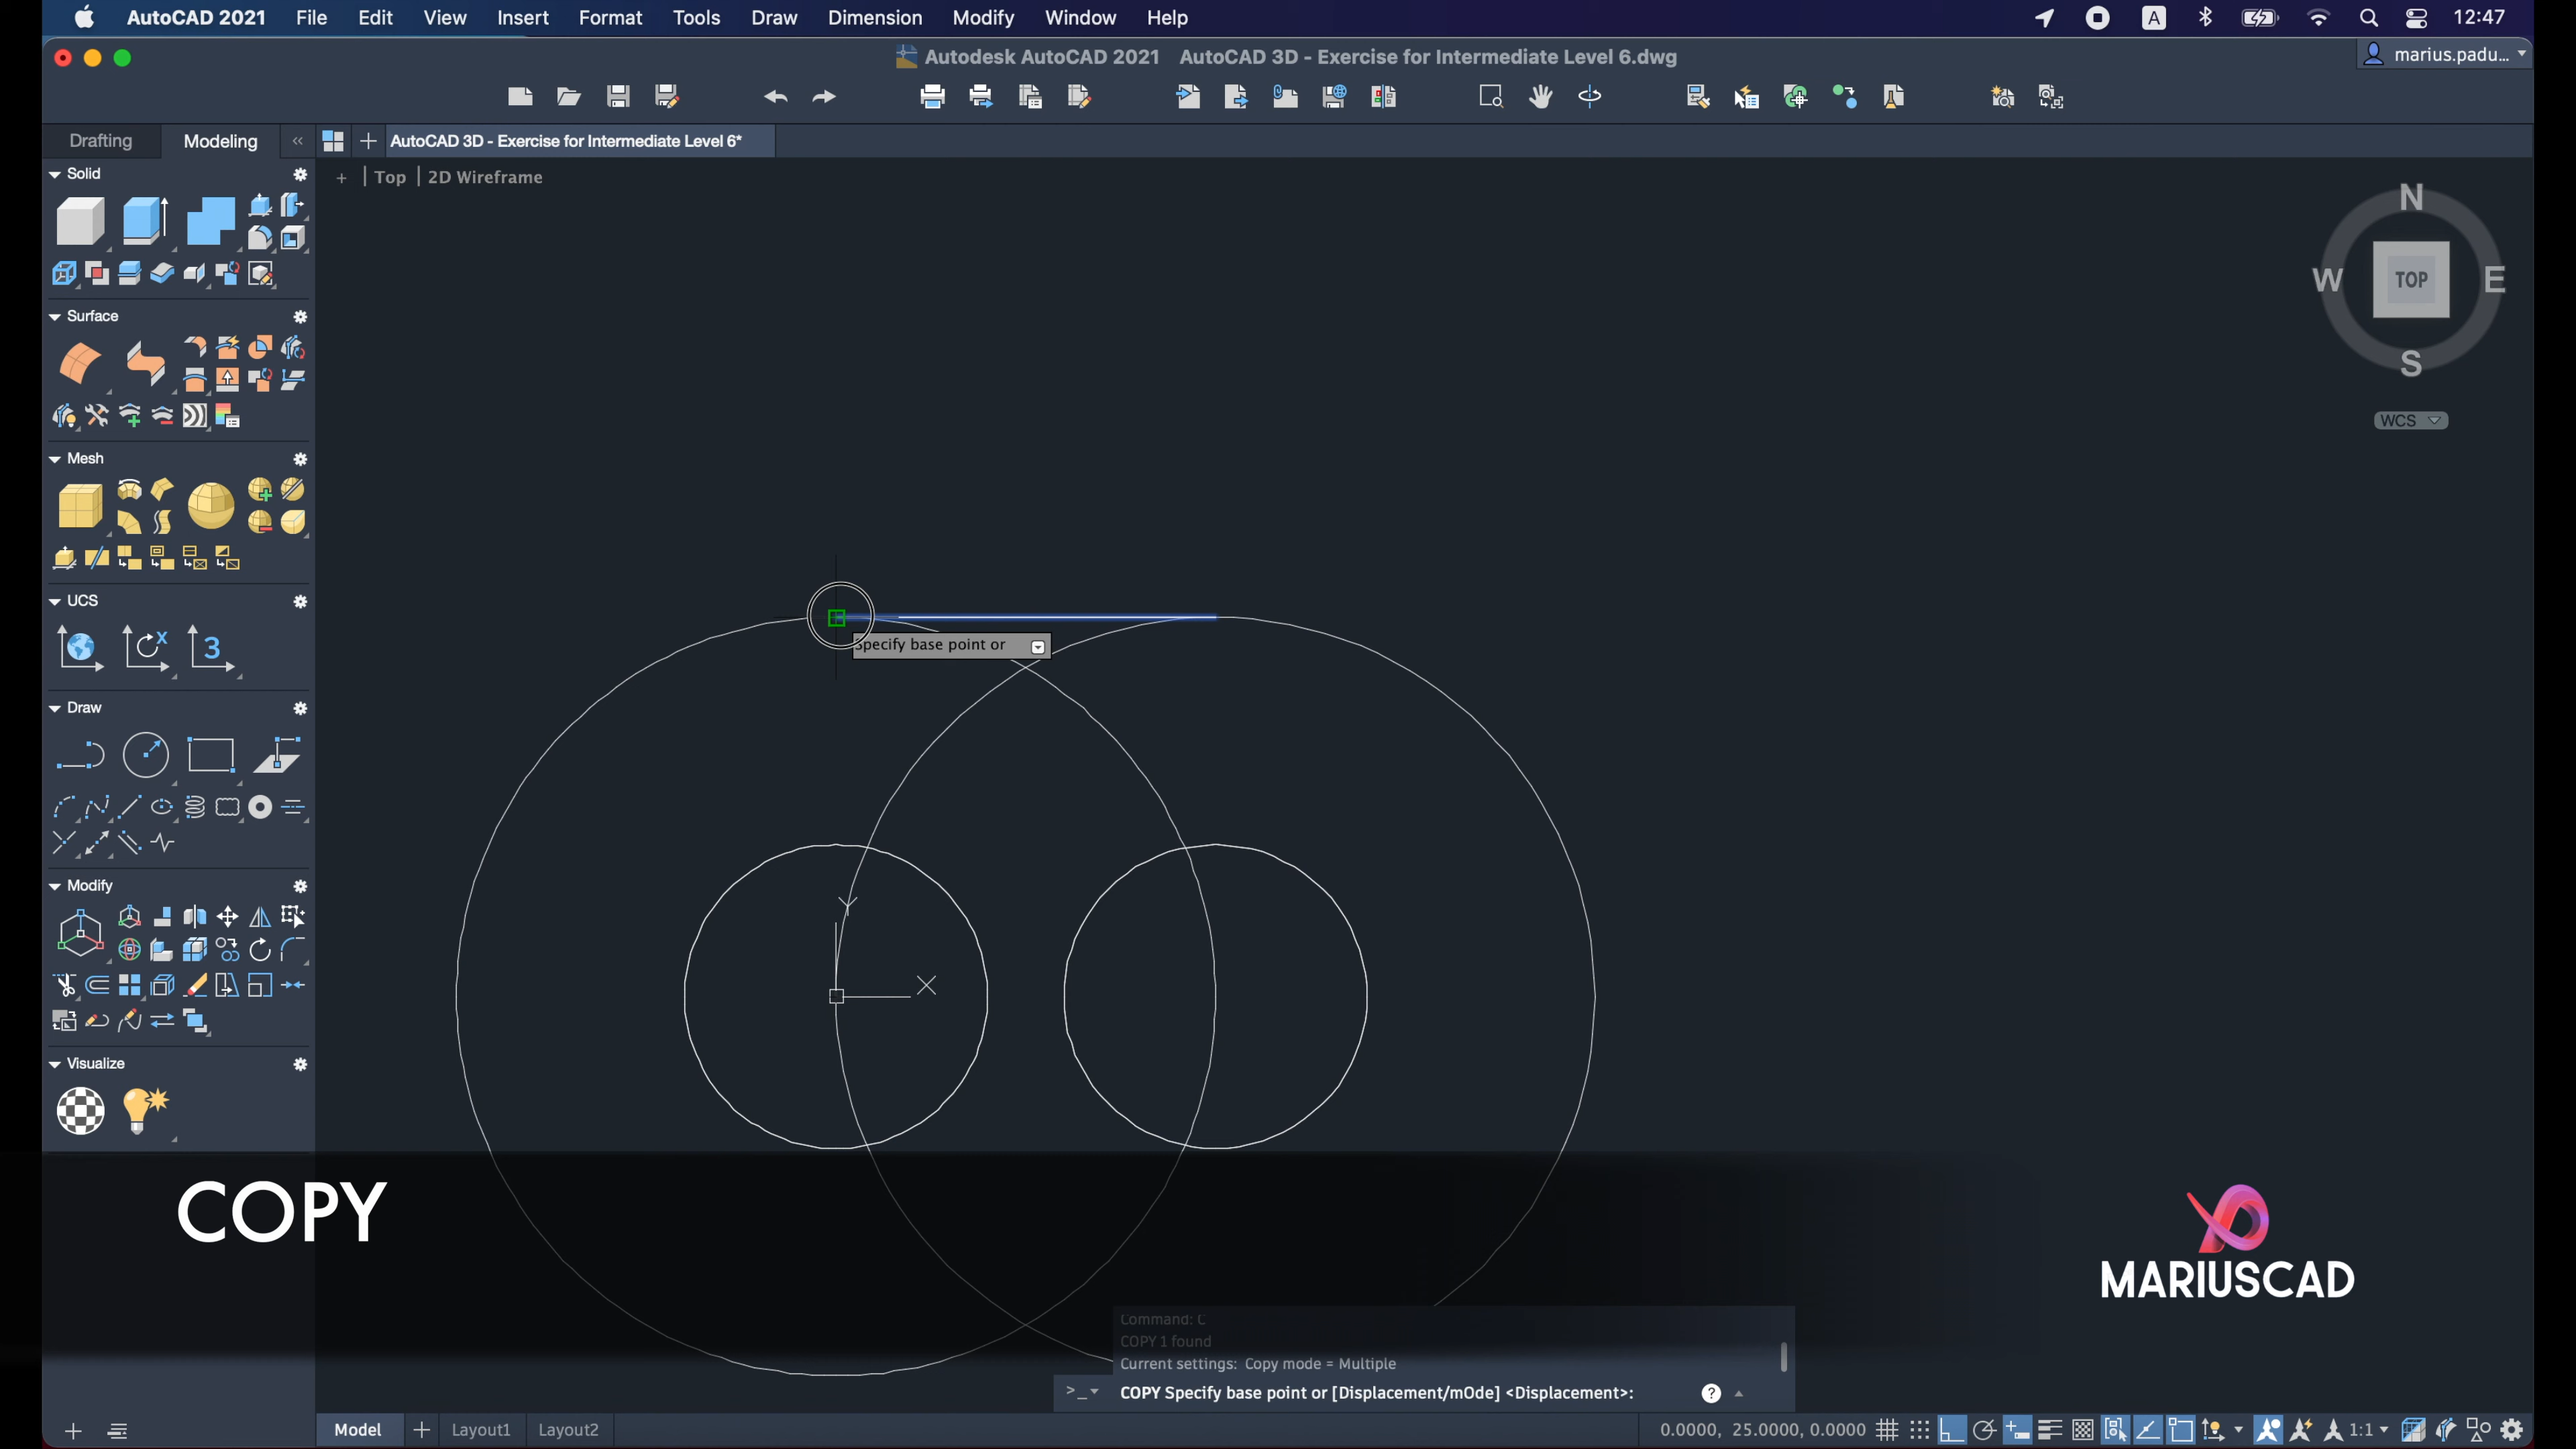 AutoCAD 2021 File Edit View Insert Format Tools Draw Dimension Modify Window Help A 12:47
Autodesk AutoCAD 2021 AutoCAD 3D - Exercise for Intermediate Level 6.dwg
marius.padu...
Drafting Modeling « + AutoCAD 3D - Exercise for Intermediate Level 6*
Solid
+ | Top | 2D Wireframe
N
W TOP E
S
WCS
Surface
Mesh
UCS
X 3
Specify base point or
Draw
Modify
Y
X
Visualize
COPY
MARIUSCAD
Command: C
COPY 1 found
Current settings: Copy mode = Multiple
>_ COPY Specify base point or [Displacement/mOde] <Displacement>: ?
Model + Layout1 Layout2 0.0000, 25.0000, 0.0000 1:1